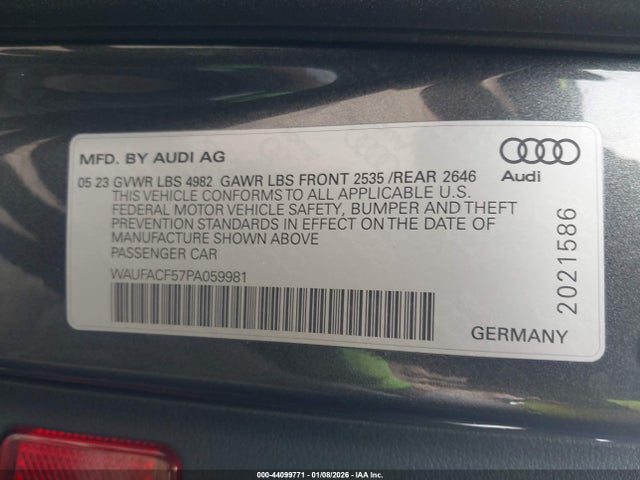 MFD. BY AUDI AG
Audi
05 23 GVWR LBS 4982 GAWR LBS FRONT 2535 /REAR 2646
THIS VEHICLE CONFORMS TO ALL APPLICABLE U.S.
FEDERAL MOTOR VEHICLE SAFETY, BUMPER AND THEFT
PREVENTION STANDARDS IN EFFECT ON THE DATE OF
MANUFACTURE SHOWN ABOVE
PASSENGER CAR
WAUFACF57PA059981
2021586
GERMANY
000-44099771 - 01/08/2026 - IAAI.COM